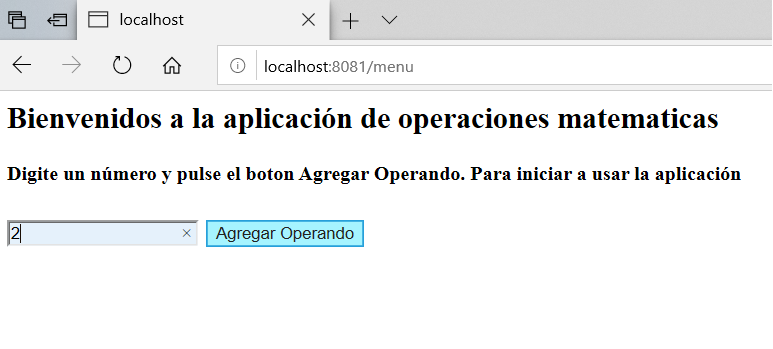 localhost
localhost:8081/menu
Bienvenidos a la aplicación de operaciones matematicas
Digite un número y pulse el boton Agregar Operando. Para iniciar a usar la aplicación
2
Agregar Operando